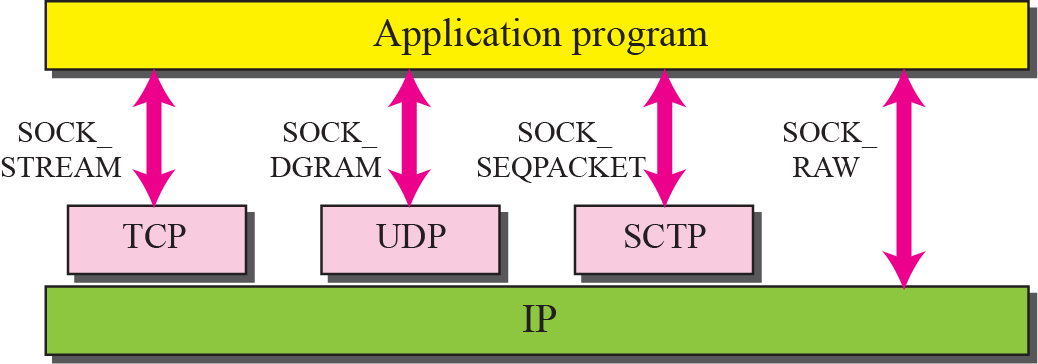 Application program
SOCK_
STREAM
SOCK_
DGRAM
SOCK_
SEQPACKET
SOCK_
RAW
TCP
UDP
SCTP
IP